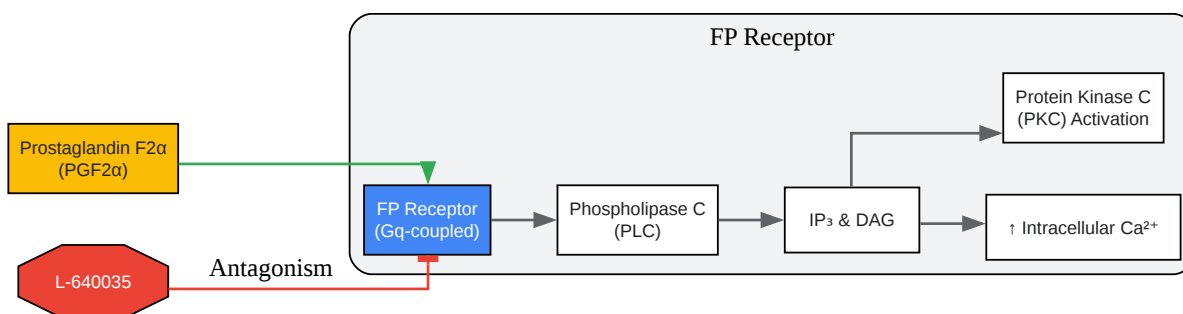 FP Receptor
Prostaglandin F2α
(PGF2α)
FP Receptor
(Gq-coupled)
Phospholipase C
(PLC)
IP₃ & DAG
Protein Kinase C
(PKC) Activation
↑ Intracellular Ca²⁺
L-640035
Antagonism